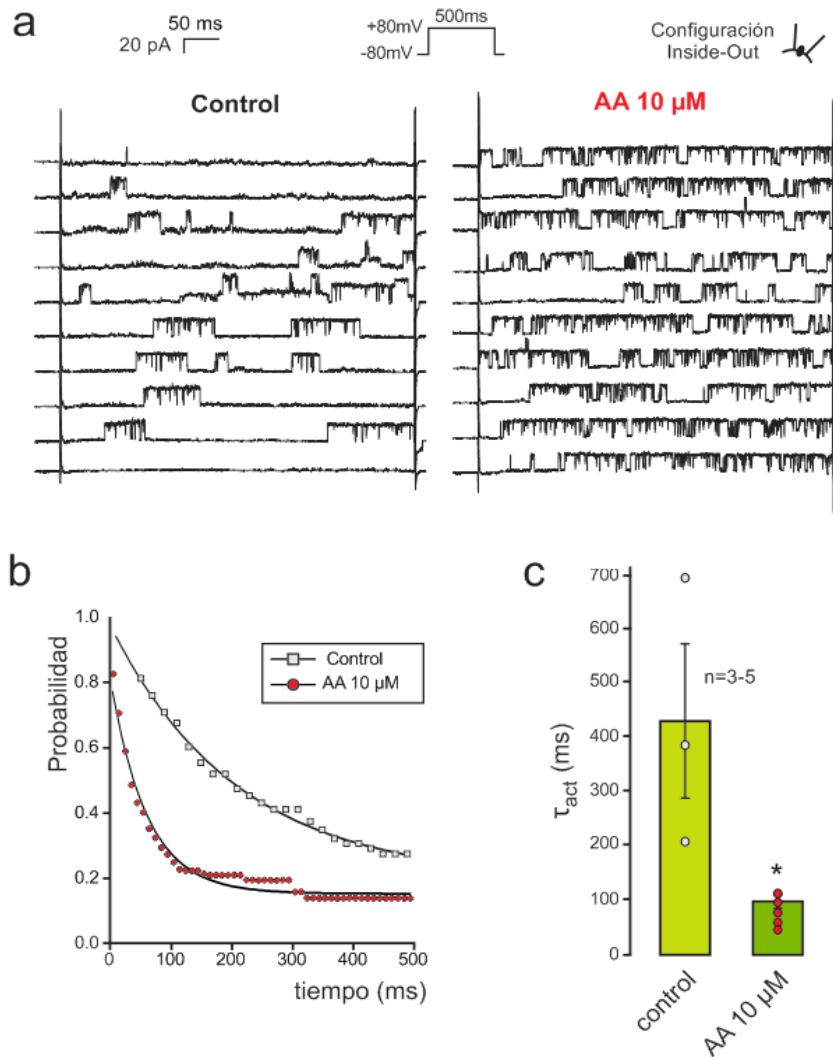 a
50 ms
20 pA
+80mV
500ms
-80mV
Configuración
Inside-Out
Control
AA 10 µM
b
Probabilidad
1.0
0.8
0.6
0.4
0.2
0.0
0
100
200
300
400
500
tiempo (ms)
Control
AA 10 µM
c
τact (ms)
700
600
500
400
300
200
100
0
n=3-5
*
control
AA 10 µM